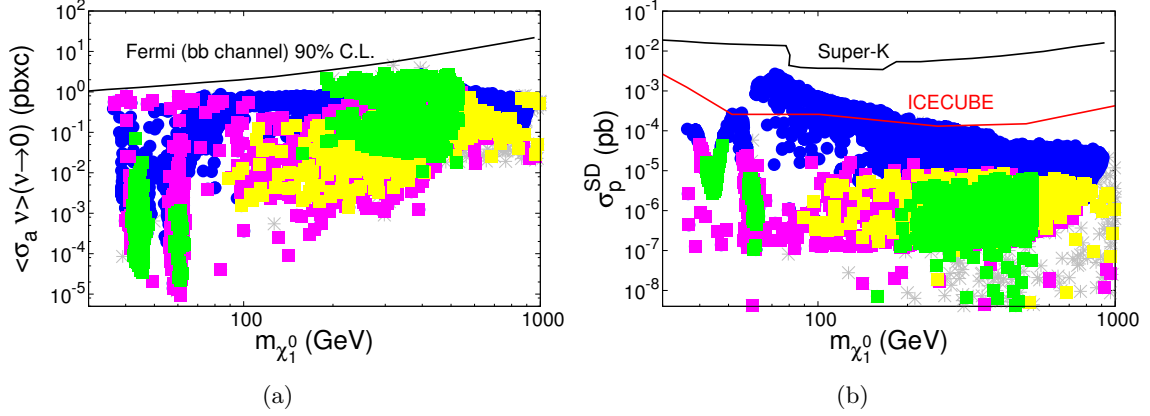 <σₐ ν>(ν→0) (pbxc)
10²
10¹
10⁰
10⁻¹
10⁻²
10⁻³
10⁻⁴
10⁻⁵
Fermi (bb channel) 90% C.L.
100
1000
m_χ₁⁰ (GeV)
(a)
σₚ^SD (pb)
10⁻¹
10⁻²
10⁻³
10⁻⁴
10⁻⁵
10⁻⁶
10⁻⁷
10⁻⁸
Super-K
ICECUBE
100
1000
m_χ₁⁰ (GeV)
(b)